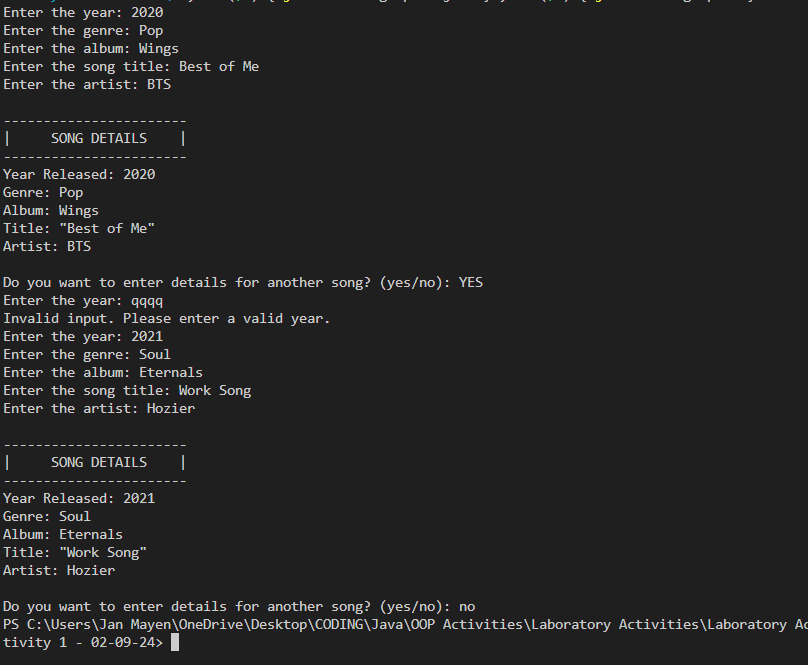 Enter the year: 2020
Enter the genre: Pop
Enter the album: Wings
Enter the song title: Best of Me
Enter the artist: BTS
-----------------------
|     SONG DETAILS    |
-----------------------
Year Released: 2020
Genre: Pop
Album: Wings
Title: "Best of Me"
Artist: BTS
Do you want to enter details for another song? (yes/no): YES
Enter the year: qqqq
Invalid input. Please enter a valid year.
Enter the year: 2021
Enter the genre: Soul
Enter the album: Eternals
Enter the song title: Work Song
Enter the artist: Hozier
-----------------------
|     SONG DETAILS    |
-----------------------
Year Released: 2021
Genre: Soul
Album: Eternals
Title: "Work Song"
Artist: Hozier
Do you want to enter details for another song? (yes/no): no
PS C:\Users\Jan Mayen\OneDrive\Desktop\CODING\Java\OOP Activities\Laboratory Activities\Laboratory Ac
tivity 1 - 02-09-24>